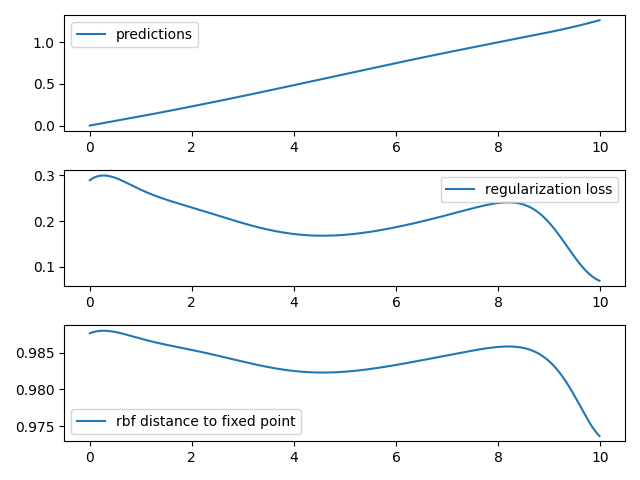 predictions
1.0
0.5
0.0
0 2 4 6 8 10
regularization loss
0.3
0.2
0.1
0 2 4 6 8 10
0.985
0.980
0.975
rbf distance to fixed point
0 2 4 6 8 10